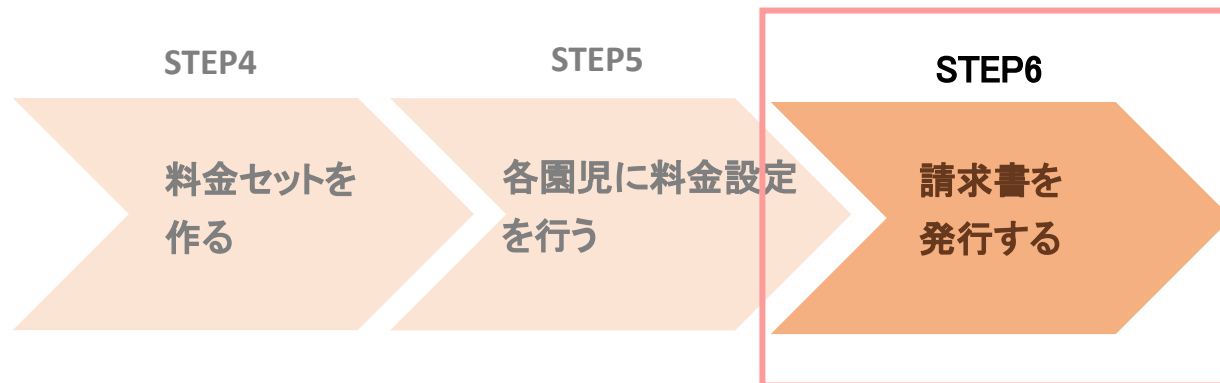 STEP4
料金セットを
作る
STEP5
各園児に料金設定
を行う
STEP6
請求書を
発行する